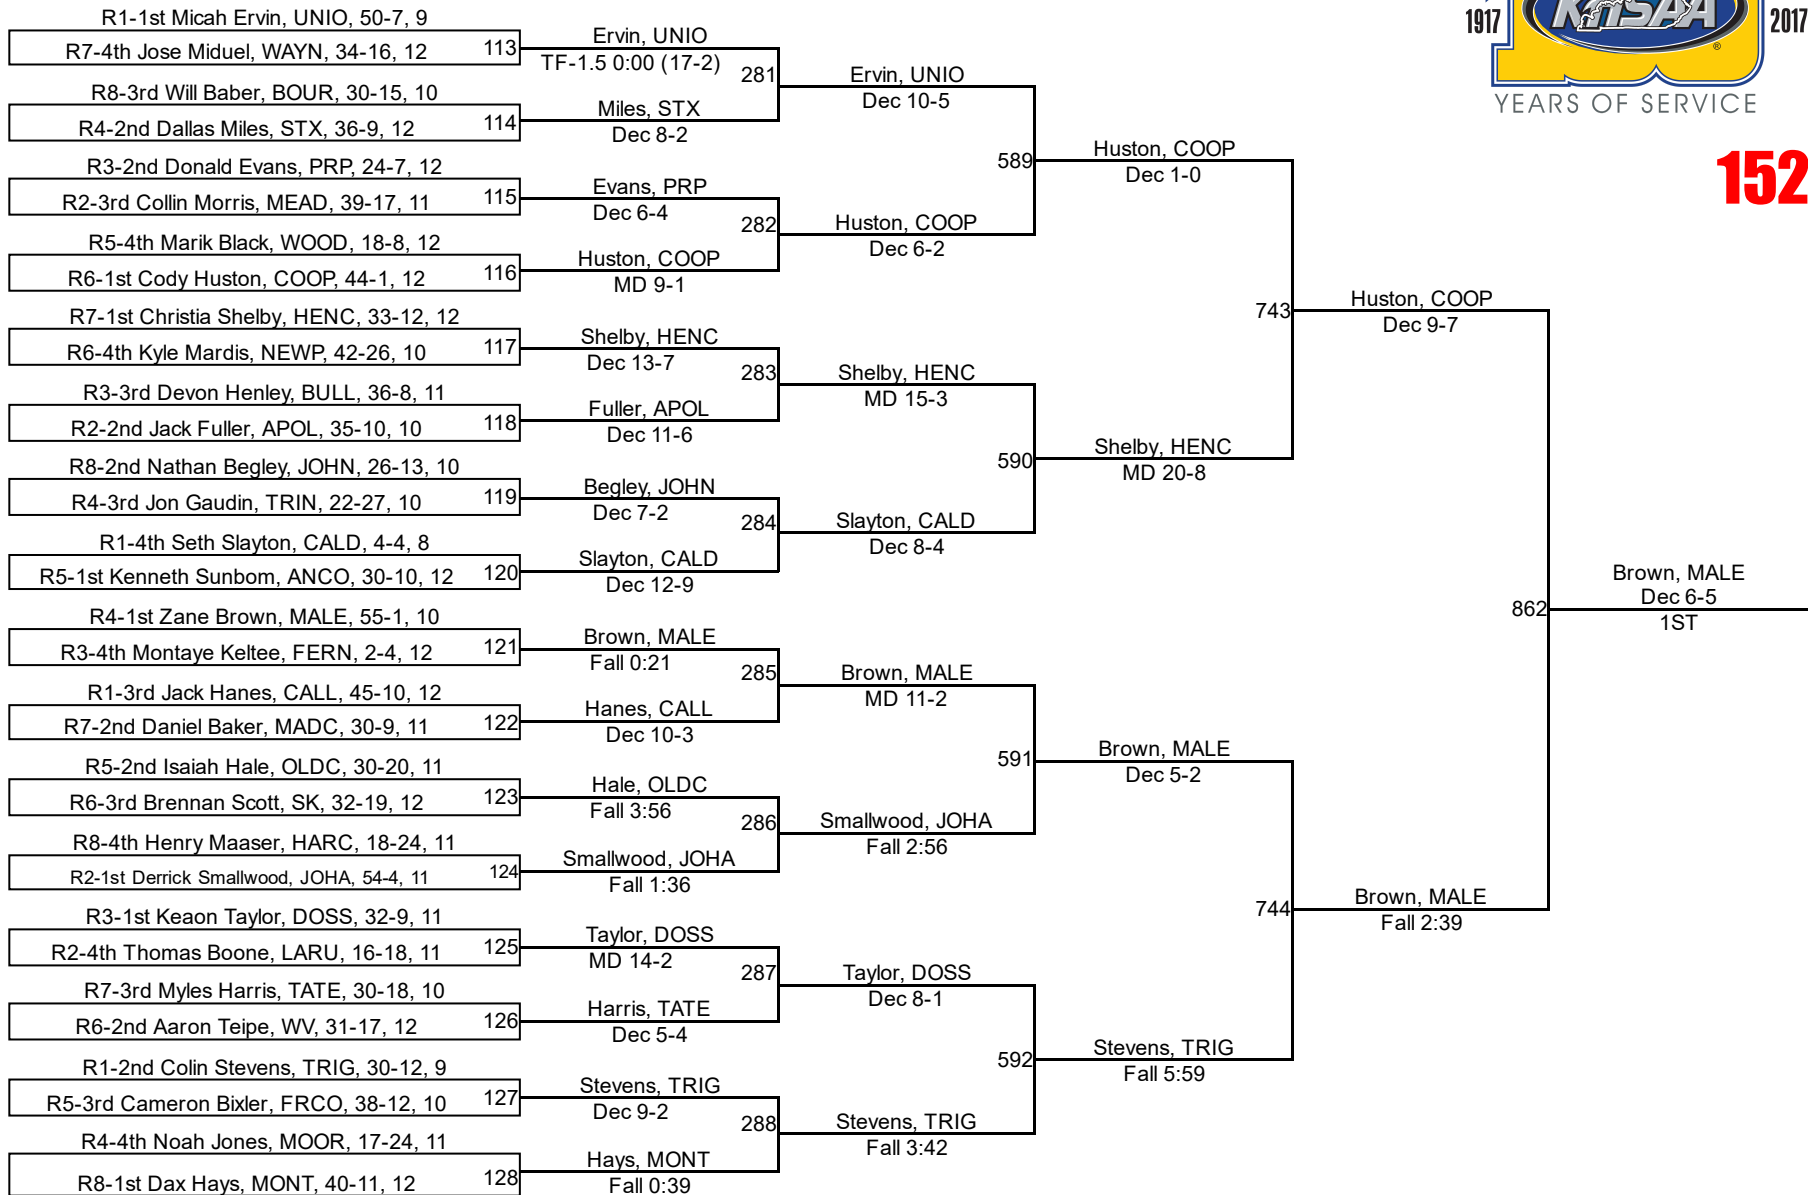 R1-1st Micah Ervin, UNIO, 50-7, 9
R7-4th Jose Miduel, WAYN, 34-16, 12
113
R8-3rd Will Baber, BOUR, 30-15, 10
R4-2nd Dallas Miles, STX, 36-9, 12
114
R3-2nd Donald Evans, PRP, 24-7, 12
R2-3rd Collin Morris, MEAD, 39-17, 11
115
R5-4th Marik Black, WOOD, 18-8, 12
R6-1st Cody Huston, COOP, 44-1, 12
116
R7-1st Christia Shelby, HENC, 33-12, 12
R6-4th Kyle Mardis, NEWP, 42-26, 10
117
R3-3rd Devon Henley, BULL, 36-8, 11
R2-2nd Jack Fuller, APOL, 35-10, 10
118
R8-2nd Nathan Begley, JOHN, 26-13, 10
R4-3rd Jon Gaudin, TRIN, 22-27, 10
119
R1-4th Seth Slayton, CALD, 4-4, 8
R5-1st Kenneth Sunbom, ANCO, 30-10, 12
120
R4-1st Zane Brown, MALE, 55-1, 10
R3-4th Montaye Keltee, FERN, 2-4, 12
121
R1-3rd Jack Hanes, CALL, 45-10, 12
R7-2nd Daniel Baker, MADC, 30-9, 11
122
R5-2nd Isaiah Hale, OLDC, 30-20, 11
R6-3rd Brennan Scott, SK, 32-19, 12
123
R8-4th Henry Maaser, HARC, 18-24, 11
R2-1st Derrick Smallwood, JOHA, 54-4, 11
124
R3-1st Keaon Taylor, DOSS, 32-9, 11
R2-4th Thomas Boone, LARU, 16-18, 11
125
R7-3rd Myles Harris, TATE, 30-18, 10
R6-2nd Aaron Teipe, WV, 31-17, 12
126
R1-2nd Colin Stevens, TRIG, 30-12, 9
R5-3rd Cameron Bixler, FRCO, 38-12, 10
127
R4-4th Noah Jones, MOOR, 17-24, 11
R8-1st Dax Hays, MONT, 40-11, 12
128
Ervin, UNIO
TF-1.5 0:00 (17-2)
281
Miles, STX
Dec 8-2
Evans, PRP
Dec 6-4
282
Huston, COOP
MD 9-1
Shelby, HENC
Dec 13-7
283
Fuller, APOL
Dec 11-6
Begley, JOHN
Dec 7-2
284
Slayton, CALD
Dec 12-9
Brown, MALE
Fall 0:21
285
Hanes, CALL
Dec 10-3
Hale, OLDC
Fall 3:56
286
Smallwood, JOHA
Fall 1:36
Taylor, DOSS
MD 14-2
287
Harris, TATE
Dec 5-4
Stevens, TRIG
Dec 9-2
288
Hays, MONT
Fall 0:39
Ervin, UNIO
Dec 10-5
589
Huston, COOP
Dec 6-2
Shelby, HENC
MD 15-3
590
Slayton, CALD
Dec 8-4
Brown, MALE
MD 11-2
591
Smallwood, JOHA
Fall 2:56
Taylor, DOSS
Dec 8-1
592
Stevens, TRIG
Fall 3:42
Huston, COOP
Dec 1-0
743
Shelby, HENC
MD 20-8
Brown, MALE
Dec 5-2
744
Stevens, TRIG
Fall 5:59
Huston, COOP
Dec 9-7
862
Brown, MALE
Fall 2:39
Brown, MALE
Dec 6-5
1ST
1917
KHSAA
®
2017
YEARS OF SERVICE
152